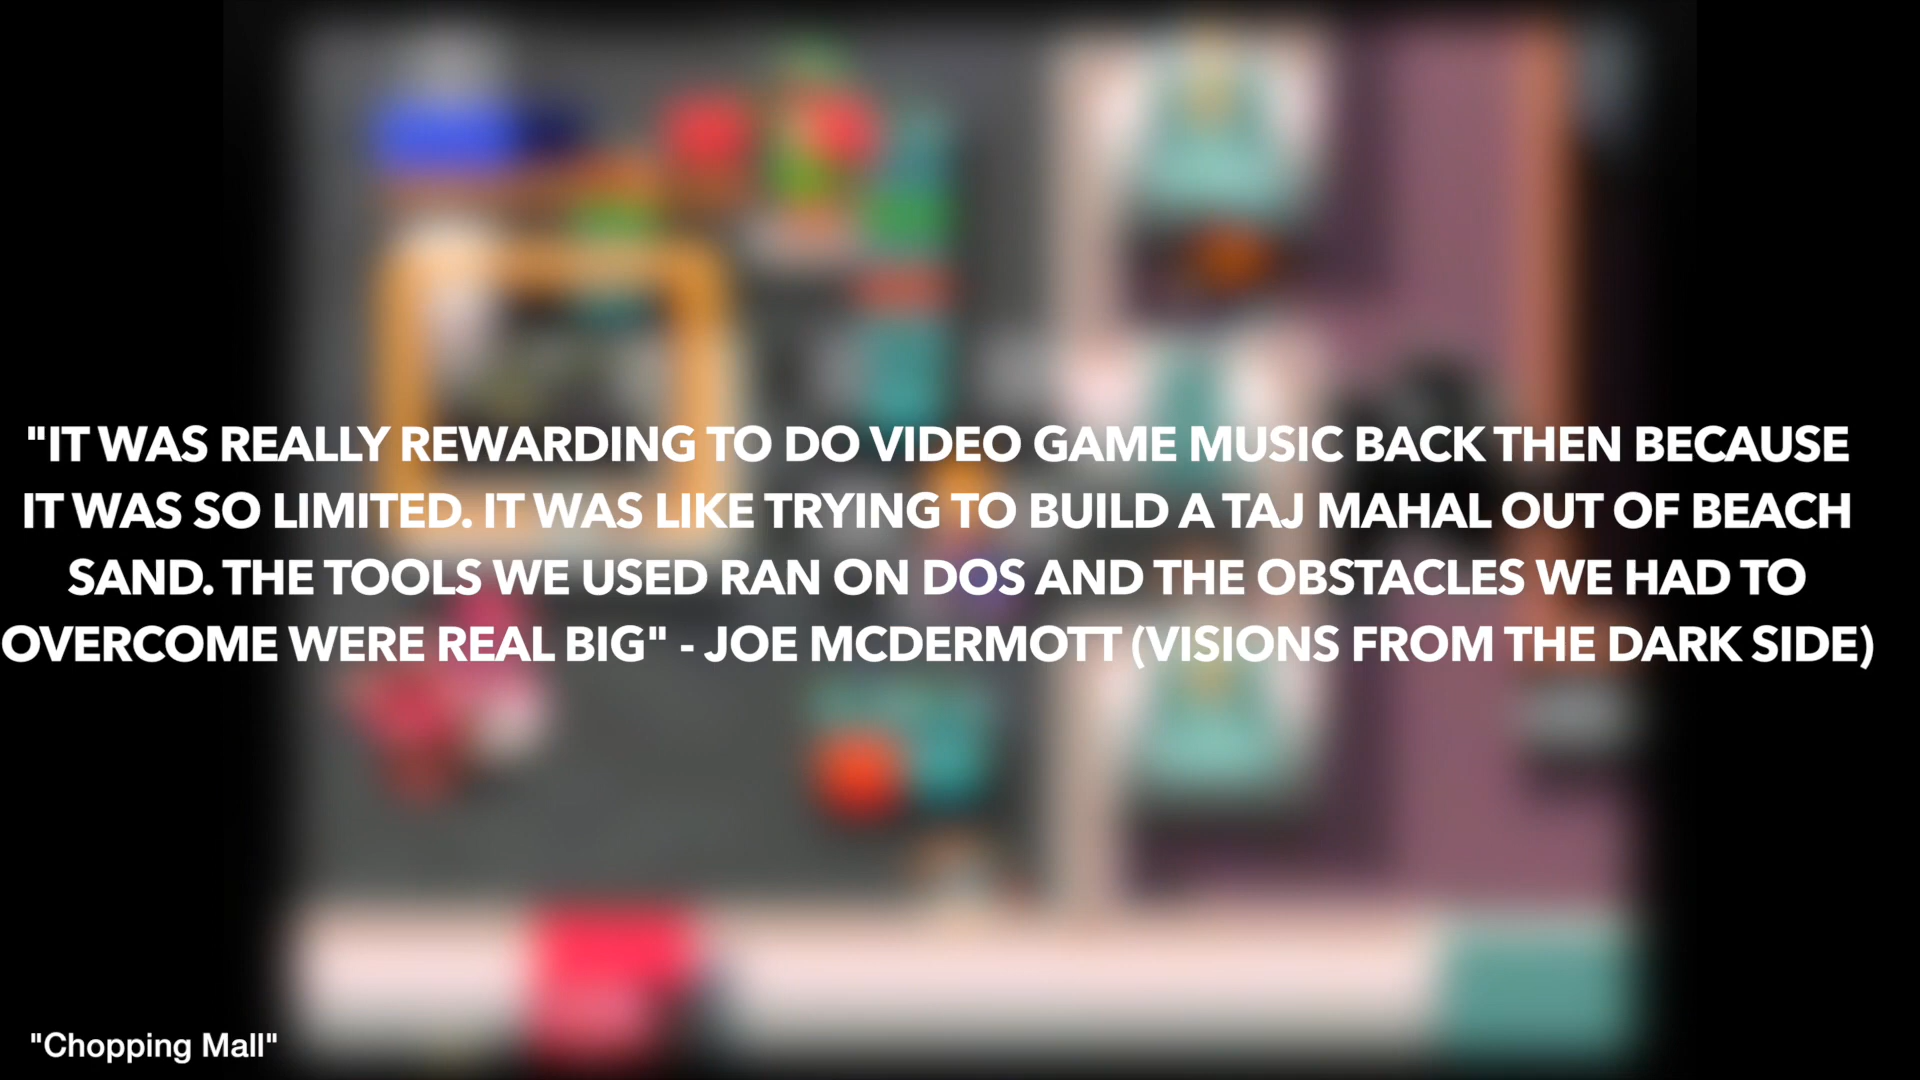 "IT WAS REALLY REWARDING TO DO VIDEO GAME MUSIC BACK THEN BECAUSE
IT WAS SO LIMITED. IT WAS LIKE TRYING TO BUILD A TAJ MAHAL OUT OF BEACH
SAND. THE TOOLS WE USED RAN ON DOS AND THE OBSTACLES WE HAD TO
OVERCOME WERE REAL BIG" - JOE MCDERMOTT (VISIONS FROM THE DARK SIDE)
"Chopping Mall"